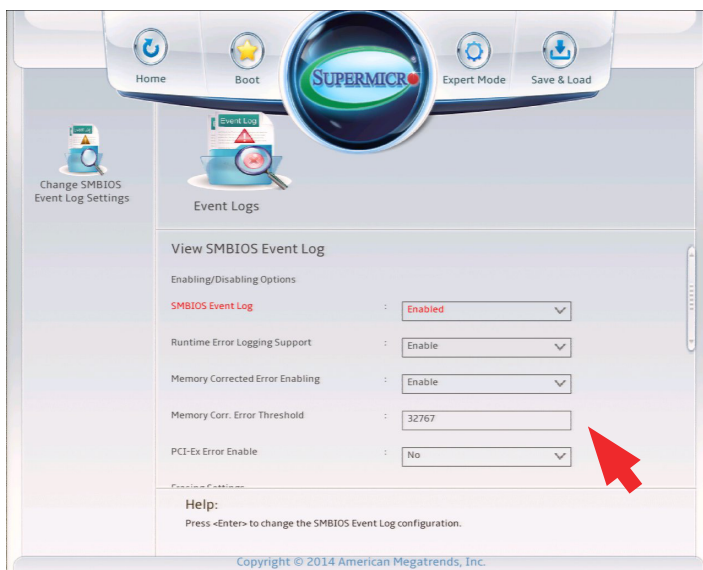 Home
Boot
SUPERMICR
Expert Mode
Save & Load
Event Log
Change SMBIOS
Event Log Settings
Event Logs
View SMBIOS Event Log
Enabling/Disabling Options
SMBIOS Event Log : Enabled
Runtime Error Logging Support : Enable
Memory Corrected Error Enabling : Enable
Memory Corr. Error Threshold : 32767
PCI-Ex Error Enable : No
Erasing Settings
Help:
Press <Enter> to change the SMBIOS Event Log configuration.
Copyright © 2014 American Megatrends, Inc.